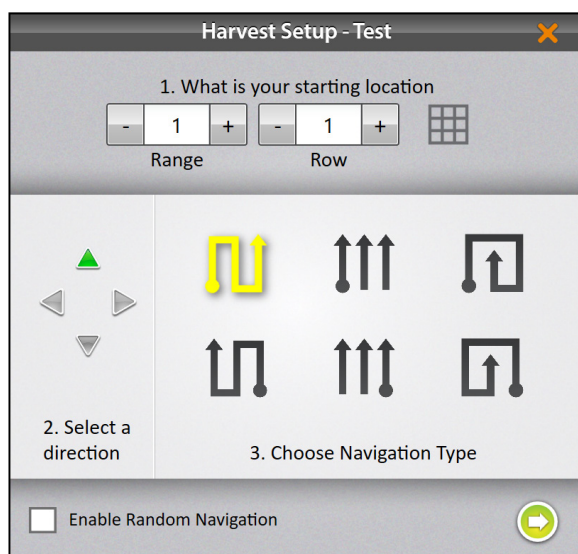 Harvest Setup - Test
1. What is your starting location
- 1 + - 1 +
Range Row
2. Select a
direction
3. Choose Navigation Type
Enable Random Navigation